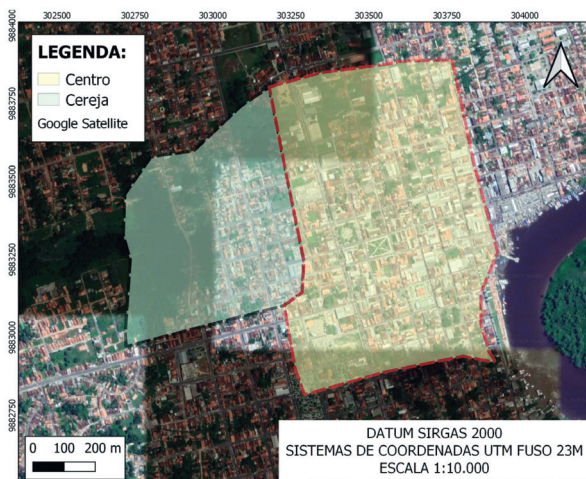 302500 302750 303000 303250 303500 303750 304000
9884000
9883750
9883500
9883250
9883000
9882750
LEGENDA:
Centro
Cereja
Google Satellite
0 100 200 m
DATUM SIRGAS 2000
SISTEMAS DE COORDENADAS UTM FUSO 23M
ESCALA 1:10.000